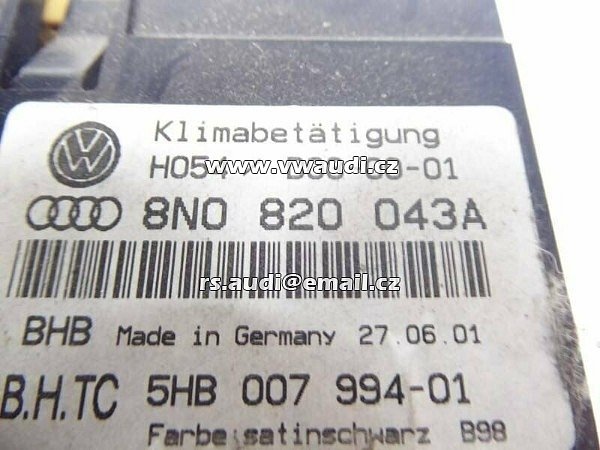 Klimabetätigung
www.vwaudi.cz
8N0 820 043A
rs.audi@email.cz
BHB Made in Germany 27.06.01
B.H.TC 5HB 007 994-01
Farbe:satinschwarz B98